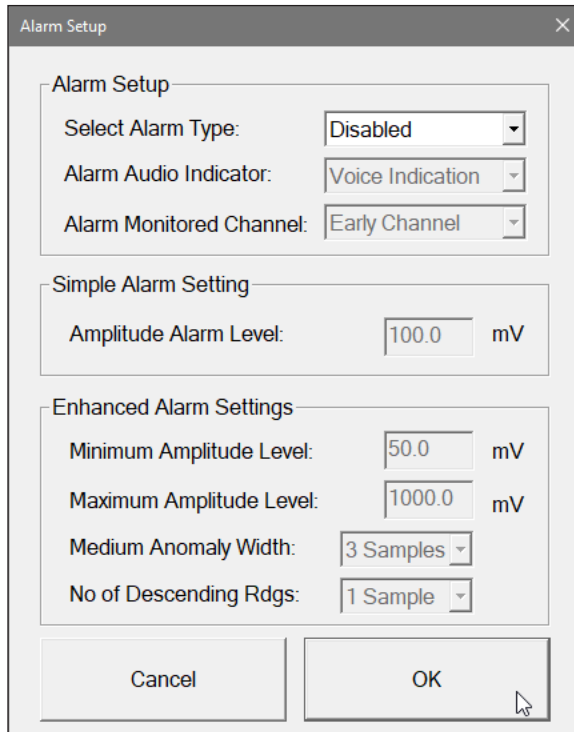 Alarm Setup
Alarm Setup
Select Alarm Type: Disabled
Alarm Audio Indicator: Voice Indication
Alarm Monitored Channel: Early Channel
Simple Alarm Setting
Amplitude Alarm Level: 100.0 mV
Enhanced Alarm Settings
Minimum Amplitude Level: 50.0 mV
Maximum Amplitude Level: 1000.0 mV
Medium Anomaly Width: 3 Samples
No of Descending Rdgs: 1 Sample
Cancel OK